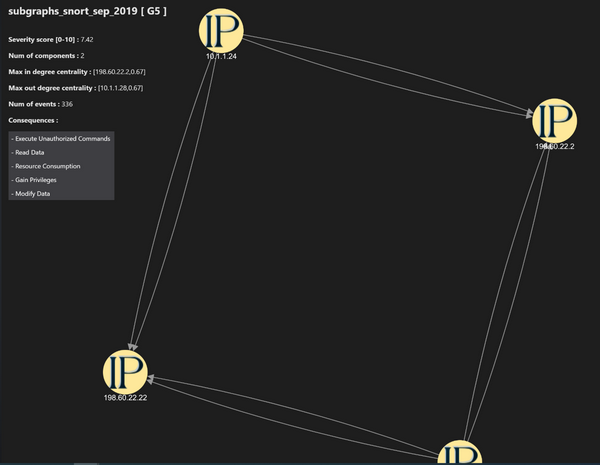 subgraphs_snort_sep_2019 [ G5 ]
Severity score [0-10] : 7.42
Num of components : 2
Max in degree centrality : [198.60.22.2,0.67]
Max out degree centrality : [10.1.1.28,0.67]
Num of events : 336
Consequences :
- Execute Unauthorized Commands
- Read Data
- Resource Consumption
- Gain Privileges
- Modify Data
IP
10.1.1.24
IP
198.60.22.2
IP
198.60.22.22
IP